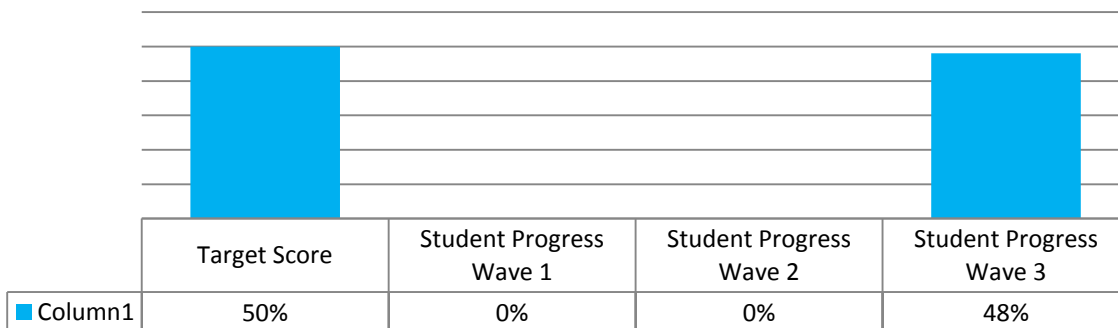 Target Score
Student Progress
Wave 1
Student Progress
Wave 2
Student Progress
Wave 3
Column1 50% 0% 0% 48%